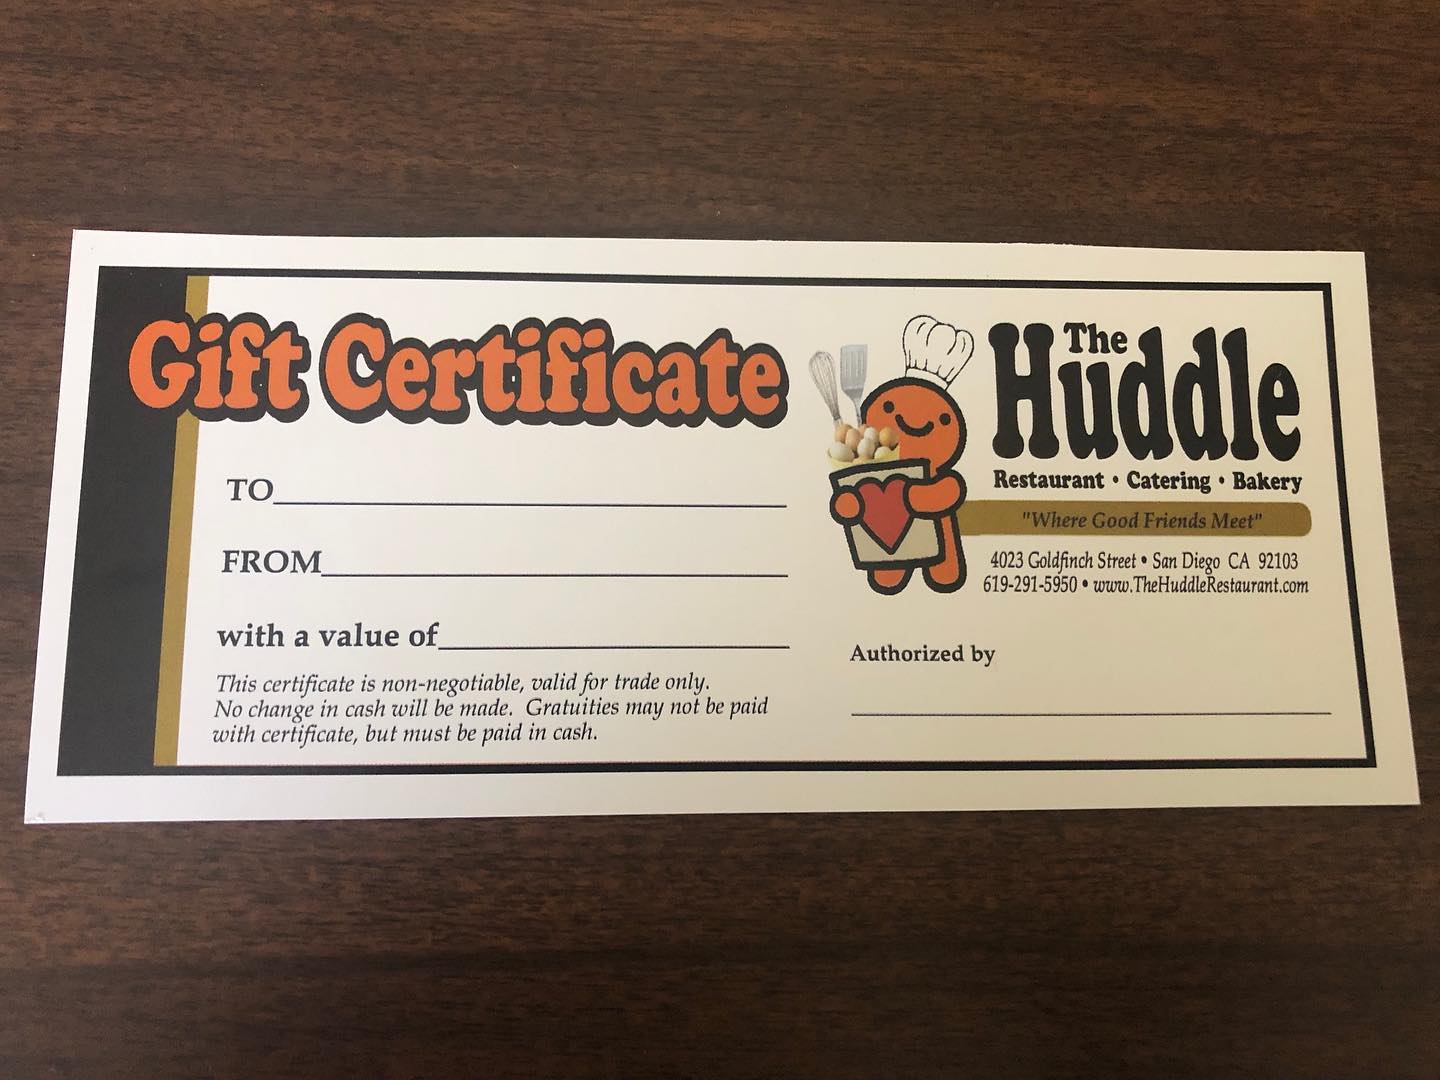 Gift Certificate
TO
FROM
with a value of
This certificate is non-negotiable, valid for trade only.
No change in cash will be made. Gratuities may not be paid
with certificate, but must be paid in cash.
The
Huddle
Restaurant • Catering • Bakery
"Where Good Friends Meet"
4023 Goldfinch Street • San Diego CA 92103
619-291-5950 • www.TheHuddleRestaurant.com
Authorized by